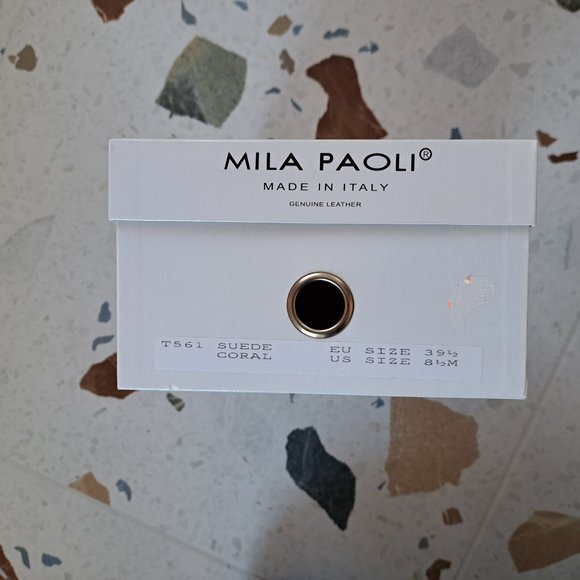 MILA PAOLI®
MADE IN ITALY
GENUINE LEATHER
T561 SUEDE EU SIZE 39½
CORAL US SIZE 8½M